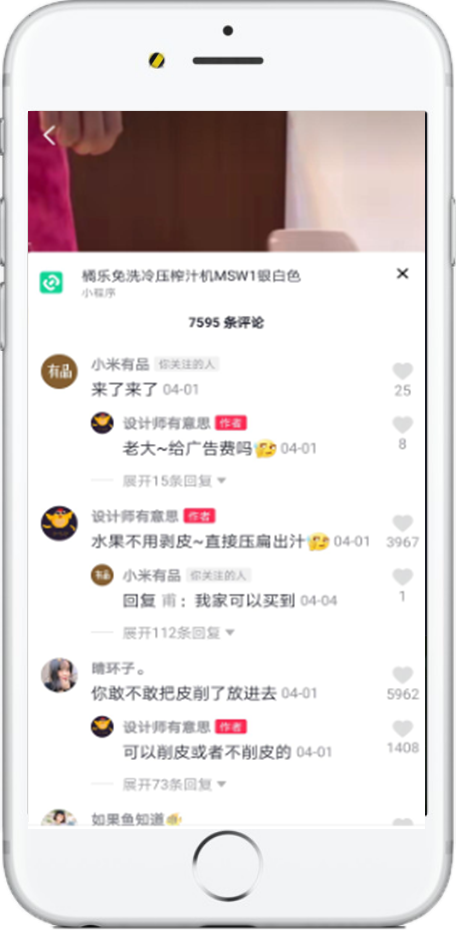 橘乐免洗冷压榨汁机MSW1银白色
小程序
7595 条评论
有品
小米有品 你关注的人
来了来了 04-01
25
设计师有意思 作者
老大~给广告费吗 04-01
8
展开15条回复
设计师有意思 作者
水果不用剥皮~直接压扁出汁 04-01
3967
有品
小米有品 你关注的人
回复 甫：我家可以买到 04-04
1
展开112条回复
晴环子。
你敢不敢把皮削了放进去 04-01
5962
设计师有意思 作者
可以削皮或者不削皮的 04-01
1408
展开73条回复
如果鱼知道